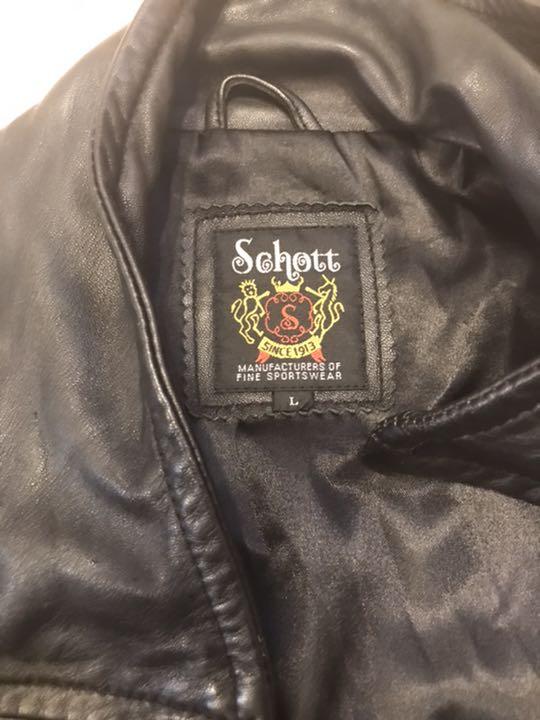 Schott
S
SINCE 1913
MANUFACTURERS OF
FINE SPORTSWEAR
L